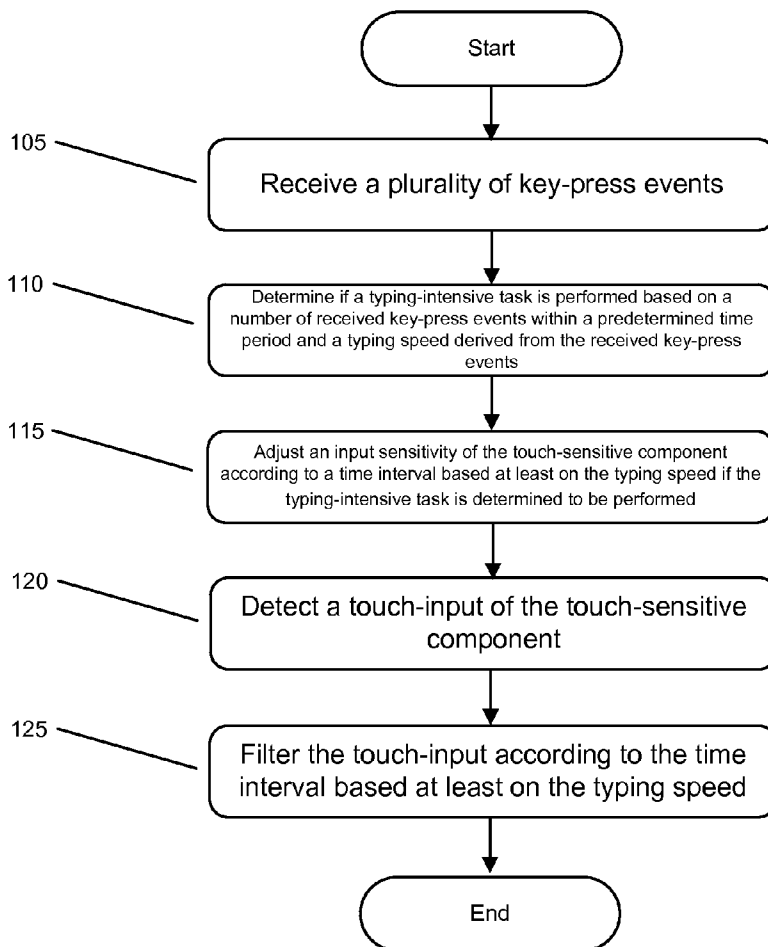 Start
105
Receive a plurality of key-press events
110
Determine if a typing-intensive task is performed based on a
number of received key-press events within a predetermined time
period and a typing speed derived from the received key-press
events
115
Adjust an input sensitivity of the touch-sensitive component
according to a time interval based at least on the typing speed if the
typing-intensive task is determined to be performed
120
Detect a touch-input of the touch-sensitive
component
125
Filter the touch-input according to the time
interval based at least on the typing speed
End